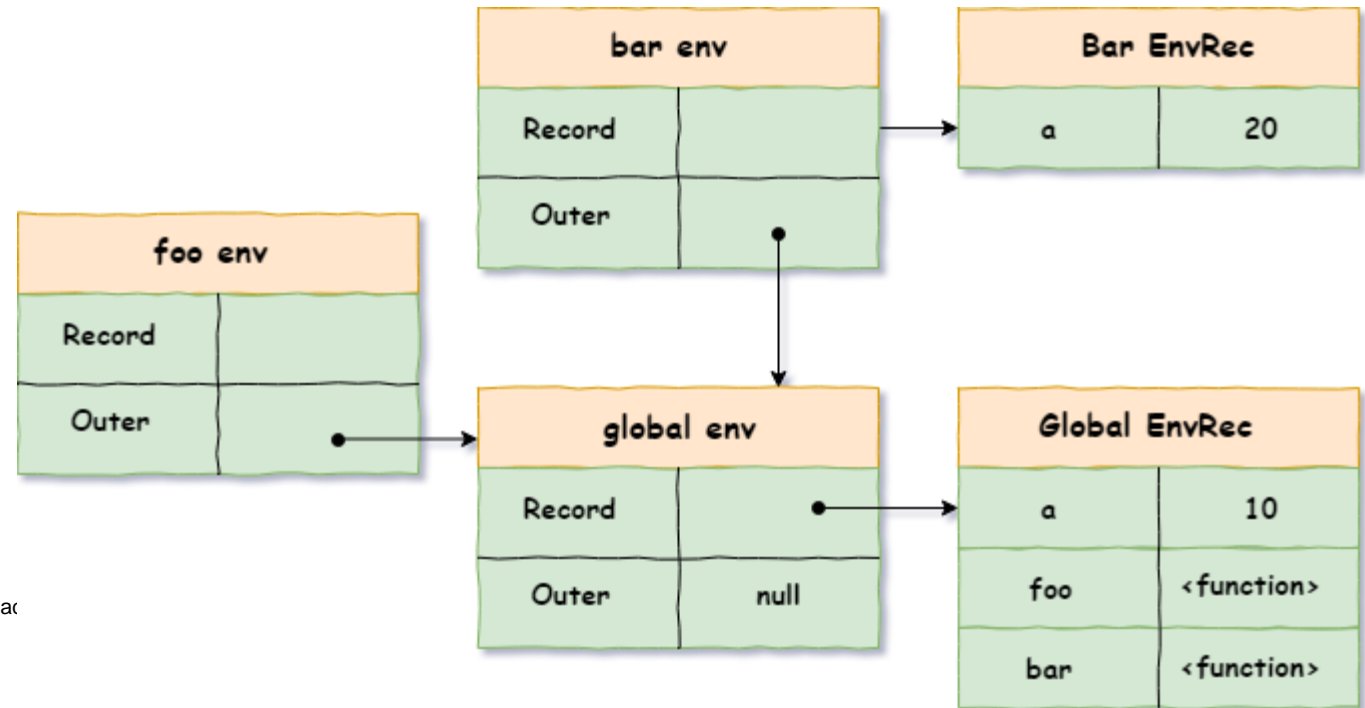 bar env
Record
Outer
Bar EnvRec
a 20
foo env
Record
Outer
global env
Record
Outer null
Global EnvRec
a 10
foo <function>
bar <function>